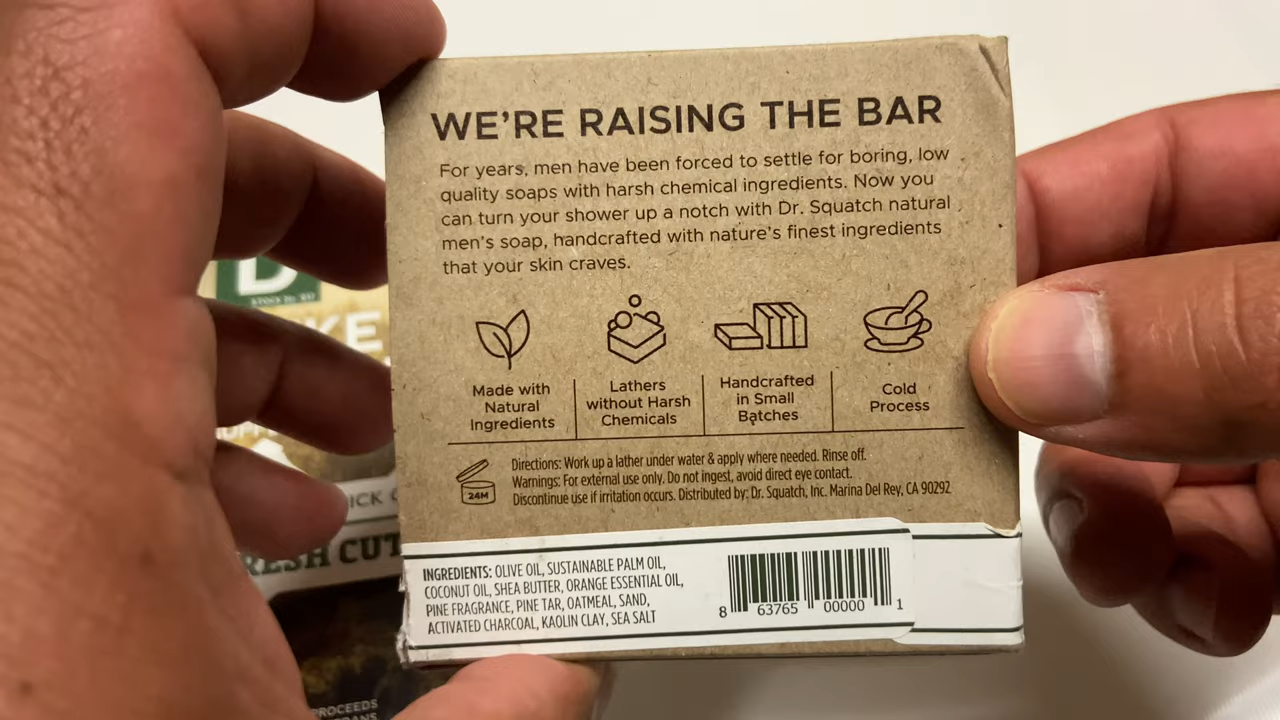 WE'RE RAISING THE BAR
For years, men have been forced to settle for boring, low
quality soaps with harsh chemical ingredients. Now you
can turn your shower up a notch with Dr. Squatch natural
men's soap, handcrafted with nature's finest ingredients
that your skin craves.
Made with
Natural
Ingredients
Lathers
without Harsh
Chemicals
Handcrafted
in Small
Batches
Cold
Process
24M
Directions: Work up a lather under water & apply where needed. Rinse off.
Warnings: For external use only. Do not ingest, avoid direct eye contact.
Discontinue use if irritation occurs. Distributed by: Dr. Squatch, Inc. Marina Del Rey, CA 90292
INGREDIENTS: OLIVE OIL, SUSTAINABLE PALM OIL,
COCONUT OIL, SHEA BUTTER, ORANGE ESSENTIAL OIL,
PINE FRAGRANCE, PINE TAR, OATMEAL, SAND,
ACTIVATED CHARCOAL, KAOLIN CLAY, SEA SALT
8 63765 00000 1
D
KE
ICK
RESH CUT
PROCEEDS